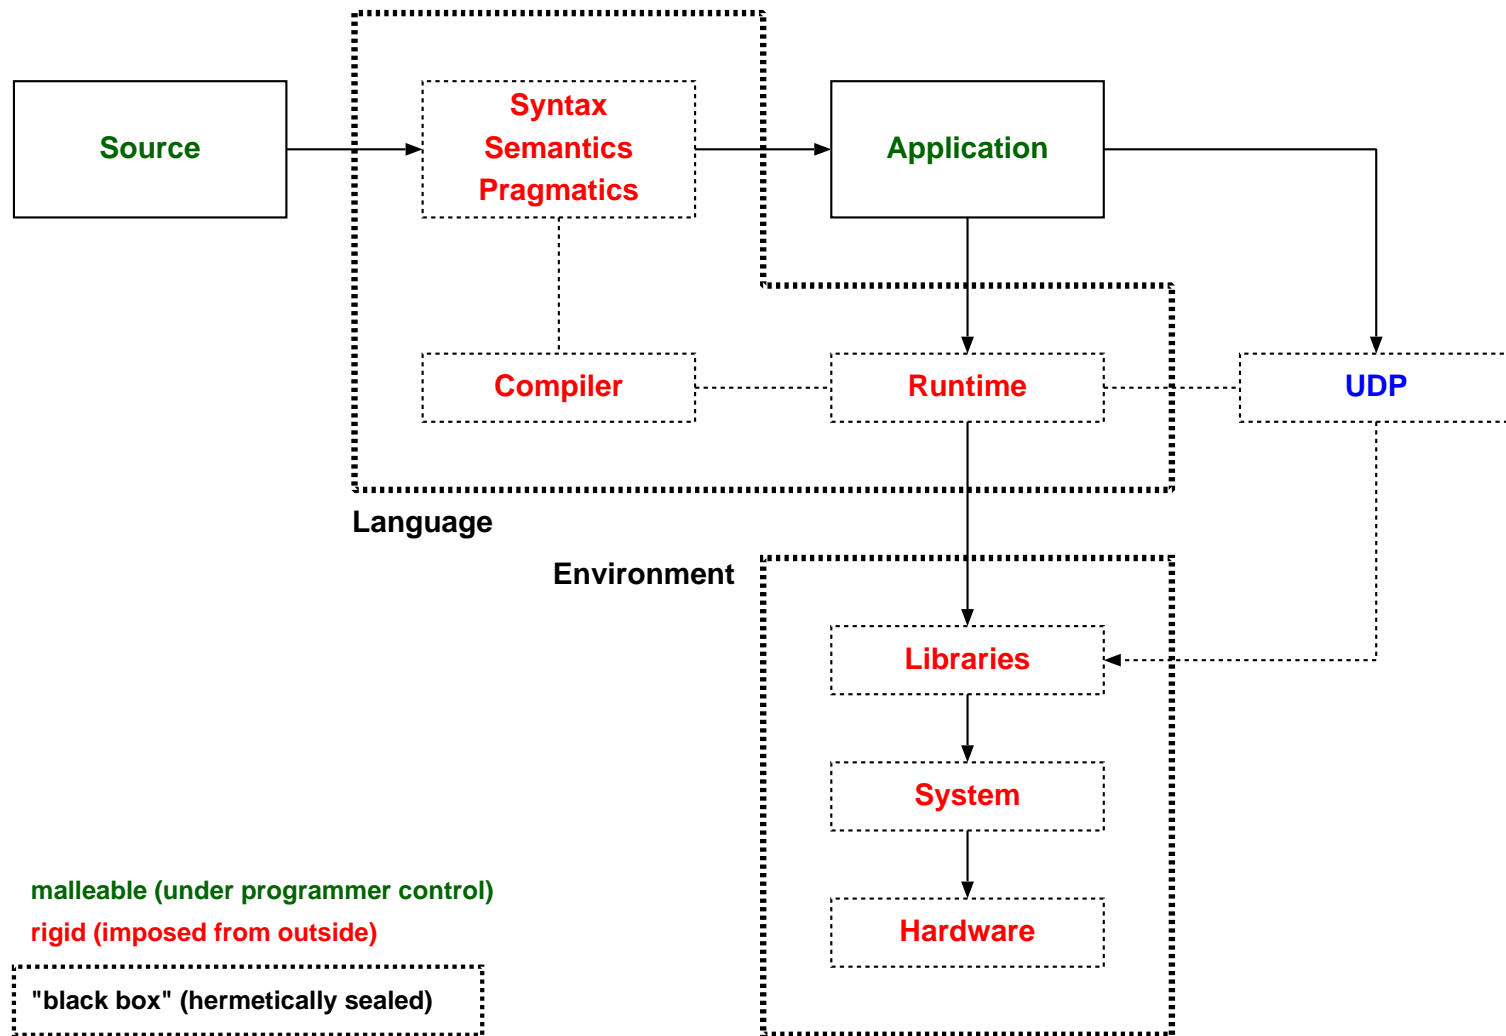 Source
Syntax
Semantics
Pragmatics
Application
Compiler
Runtime
UDP
Language
Environment
Libraries
System
Hardware
malleable (under programmer control)
rigid (imposed from outside)
"black box" (hermetically sealed)